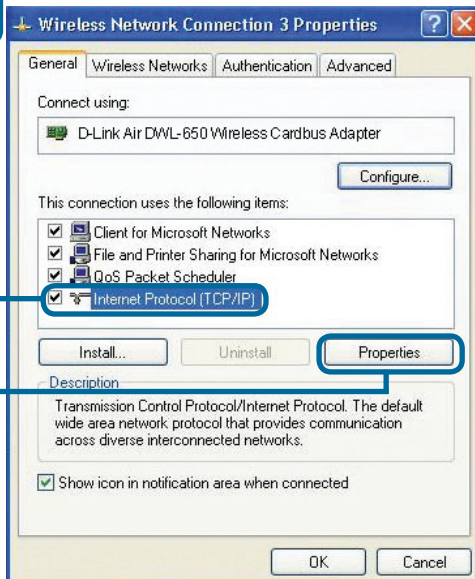 Wireless Network Connection 3 Properties
General Wireless Networks Authentication Advanced
Connect using:
D-Link Air DWL-650 Wireless Cardbus Adapter
Configure...
This connection uses the following items:
Client for Microsoft Networks
File and Printer Sharing for Microsoft Networks
QoS Packet Scheduler
Internet Protocol (TCP/IP)
Install... Uninstall Properties
Description
Transmission Control Protocol/Internet Protocol. The default
wide area network protocol that provides communication
across diverse interconnected networks.
Show icon in notification area when connected
OK Cancel